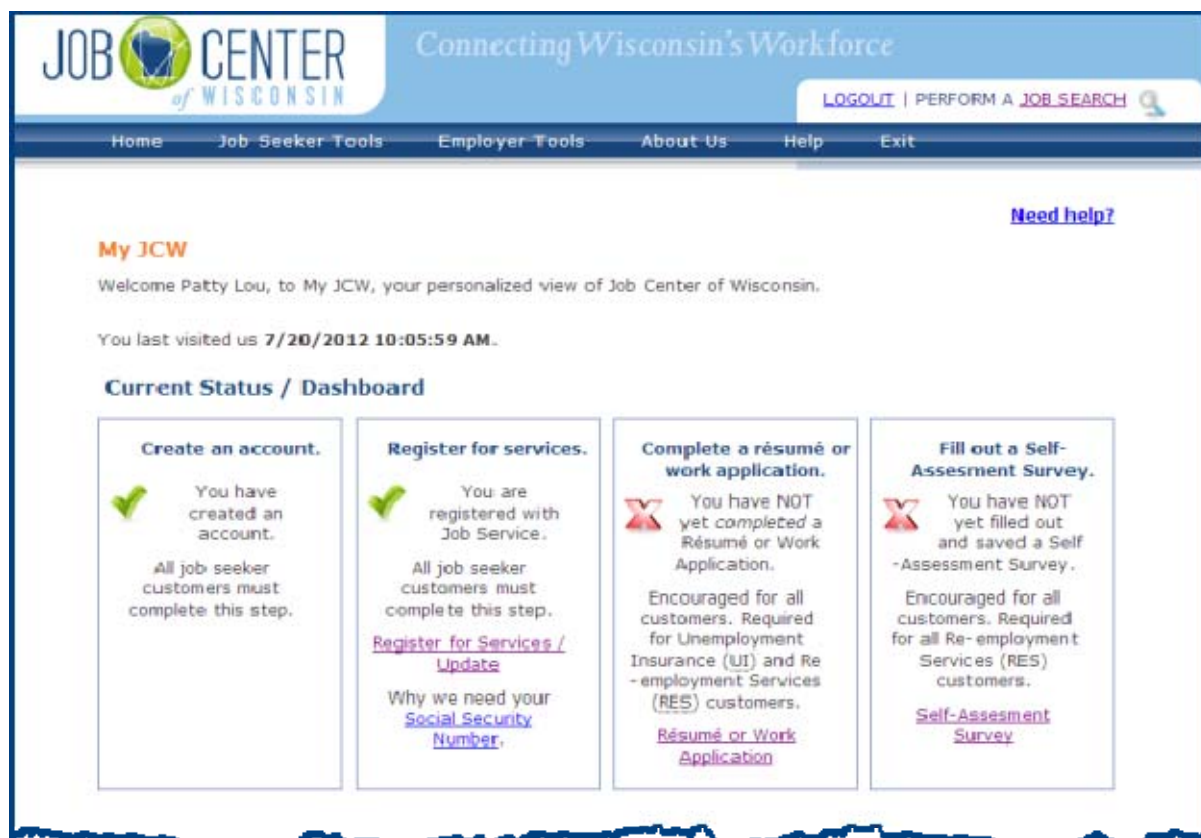 JOB CENTER
of WISCONSIN
Connecting Wisconsin's Workforce
LOGOUT | PERFORM A JOB SEARCH
Home Job Seeker Tools Employer Tools About Us Help Exit
Need help?
My JCW
Welcome Patty Lou, to My JCW, your personalized view of Job Center of Wisconsin.
You last visited us 7/20/2012 10:05:59 AM.
Current Status / Dashboard
Create an account.
You have
created an
account.
All job seeker
customers must
complete this step.
Register for services.
You are
registered with
Job Service.
All job seeker
customers must
complete this step.
Register for Services /
Update
Why we need your
Social Security
Number.
Complete a résumé or
work application.
You have NOT
yet completed a
Résumé or Work
Application.
Encouraged for all
customers. Required
for Unemployment
Insurance (UI) and Re
-employment Services
(RES) customers.
Résumé or Work
Application
Fill out a Self-
Assesment Survey.
You have NOT
yet filled out
and saved a Self
-Assessment Survey.
Encouraged for all
customers. Required
for all Re-employment
Services (RES)
customers.
Self-Assesment
Survey